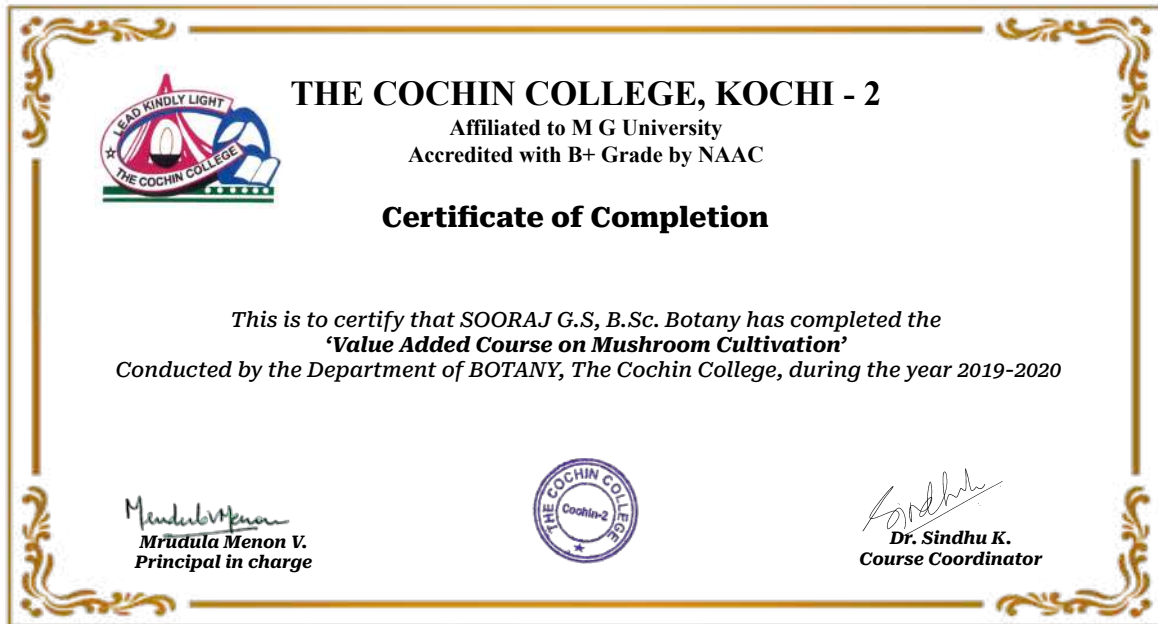 LEAD KINDLY LIGHT
THE COCHIN COLLEGE
THE COCHIN COLLEGE, KOCHI - 2
Affiliated to M G University
Accredited with B+ Grade by NAAC
Certificate of Completion
This is to certify that SOORAJ G.S, B.Sc. Botany has completed the
‘Value Added Course on Mushroom Cultivation’
Conducted by the Department of BOTANY, The Cochin College, during the year 2019-2020
Mrudula Menon V.
Principal in charge
THE COCHIN COLLEGE
Cochin-2
Sindhu
Dr. Sindhu K.
Course Coordinator